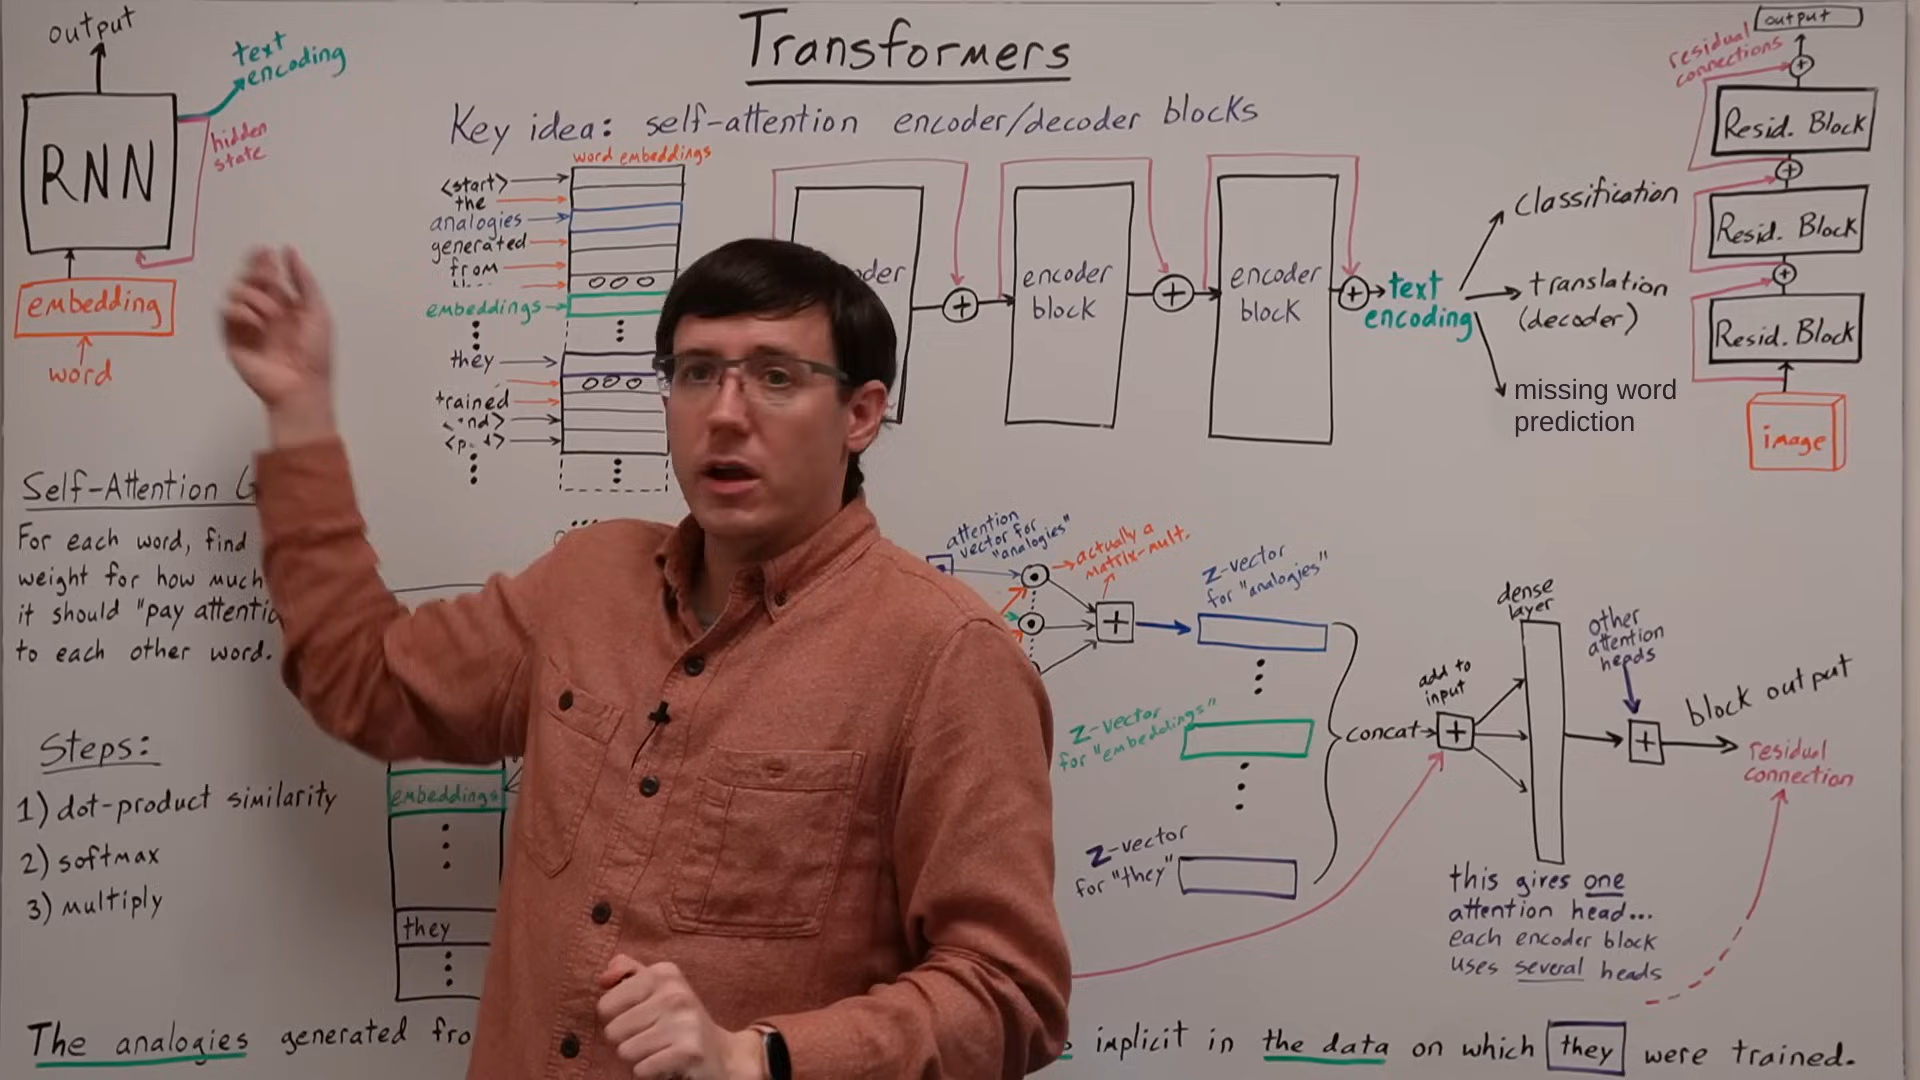 Transformers
Key idea: self-attention encoder/decoder blocks
output
text
encoding
RNN
hidden
state
embedding
word
word embeddings
<start>
the
analogies
generated
from
embeddings
they
trained
encoder
block
encoder
block
text
encoding
classification
translation
(decoder)
missing word
prediction
output
residual
connections
Resid. Block
Resid. Block
Resid. Block
image
Self-Attention
For each word, find
weight for how much
it should "pay
to each other word.
Steps:
1) dot-product similarity
2) softmax
3) multiply
embeddings
they
attention
vector for
"analogies"
actually a
matrix-mult.
z-vector
for "analogies"
z-vector
for "embeddings"
z-vector
for "they"
concat
add to
input
dense
layer
other
attention
heads
block output
residual
connection
this gives one
attention head...
each encoder block
uses several heads
The analogies generated implicit in the data on which they were trained.